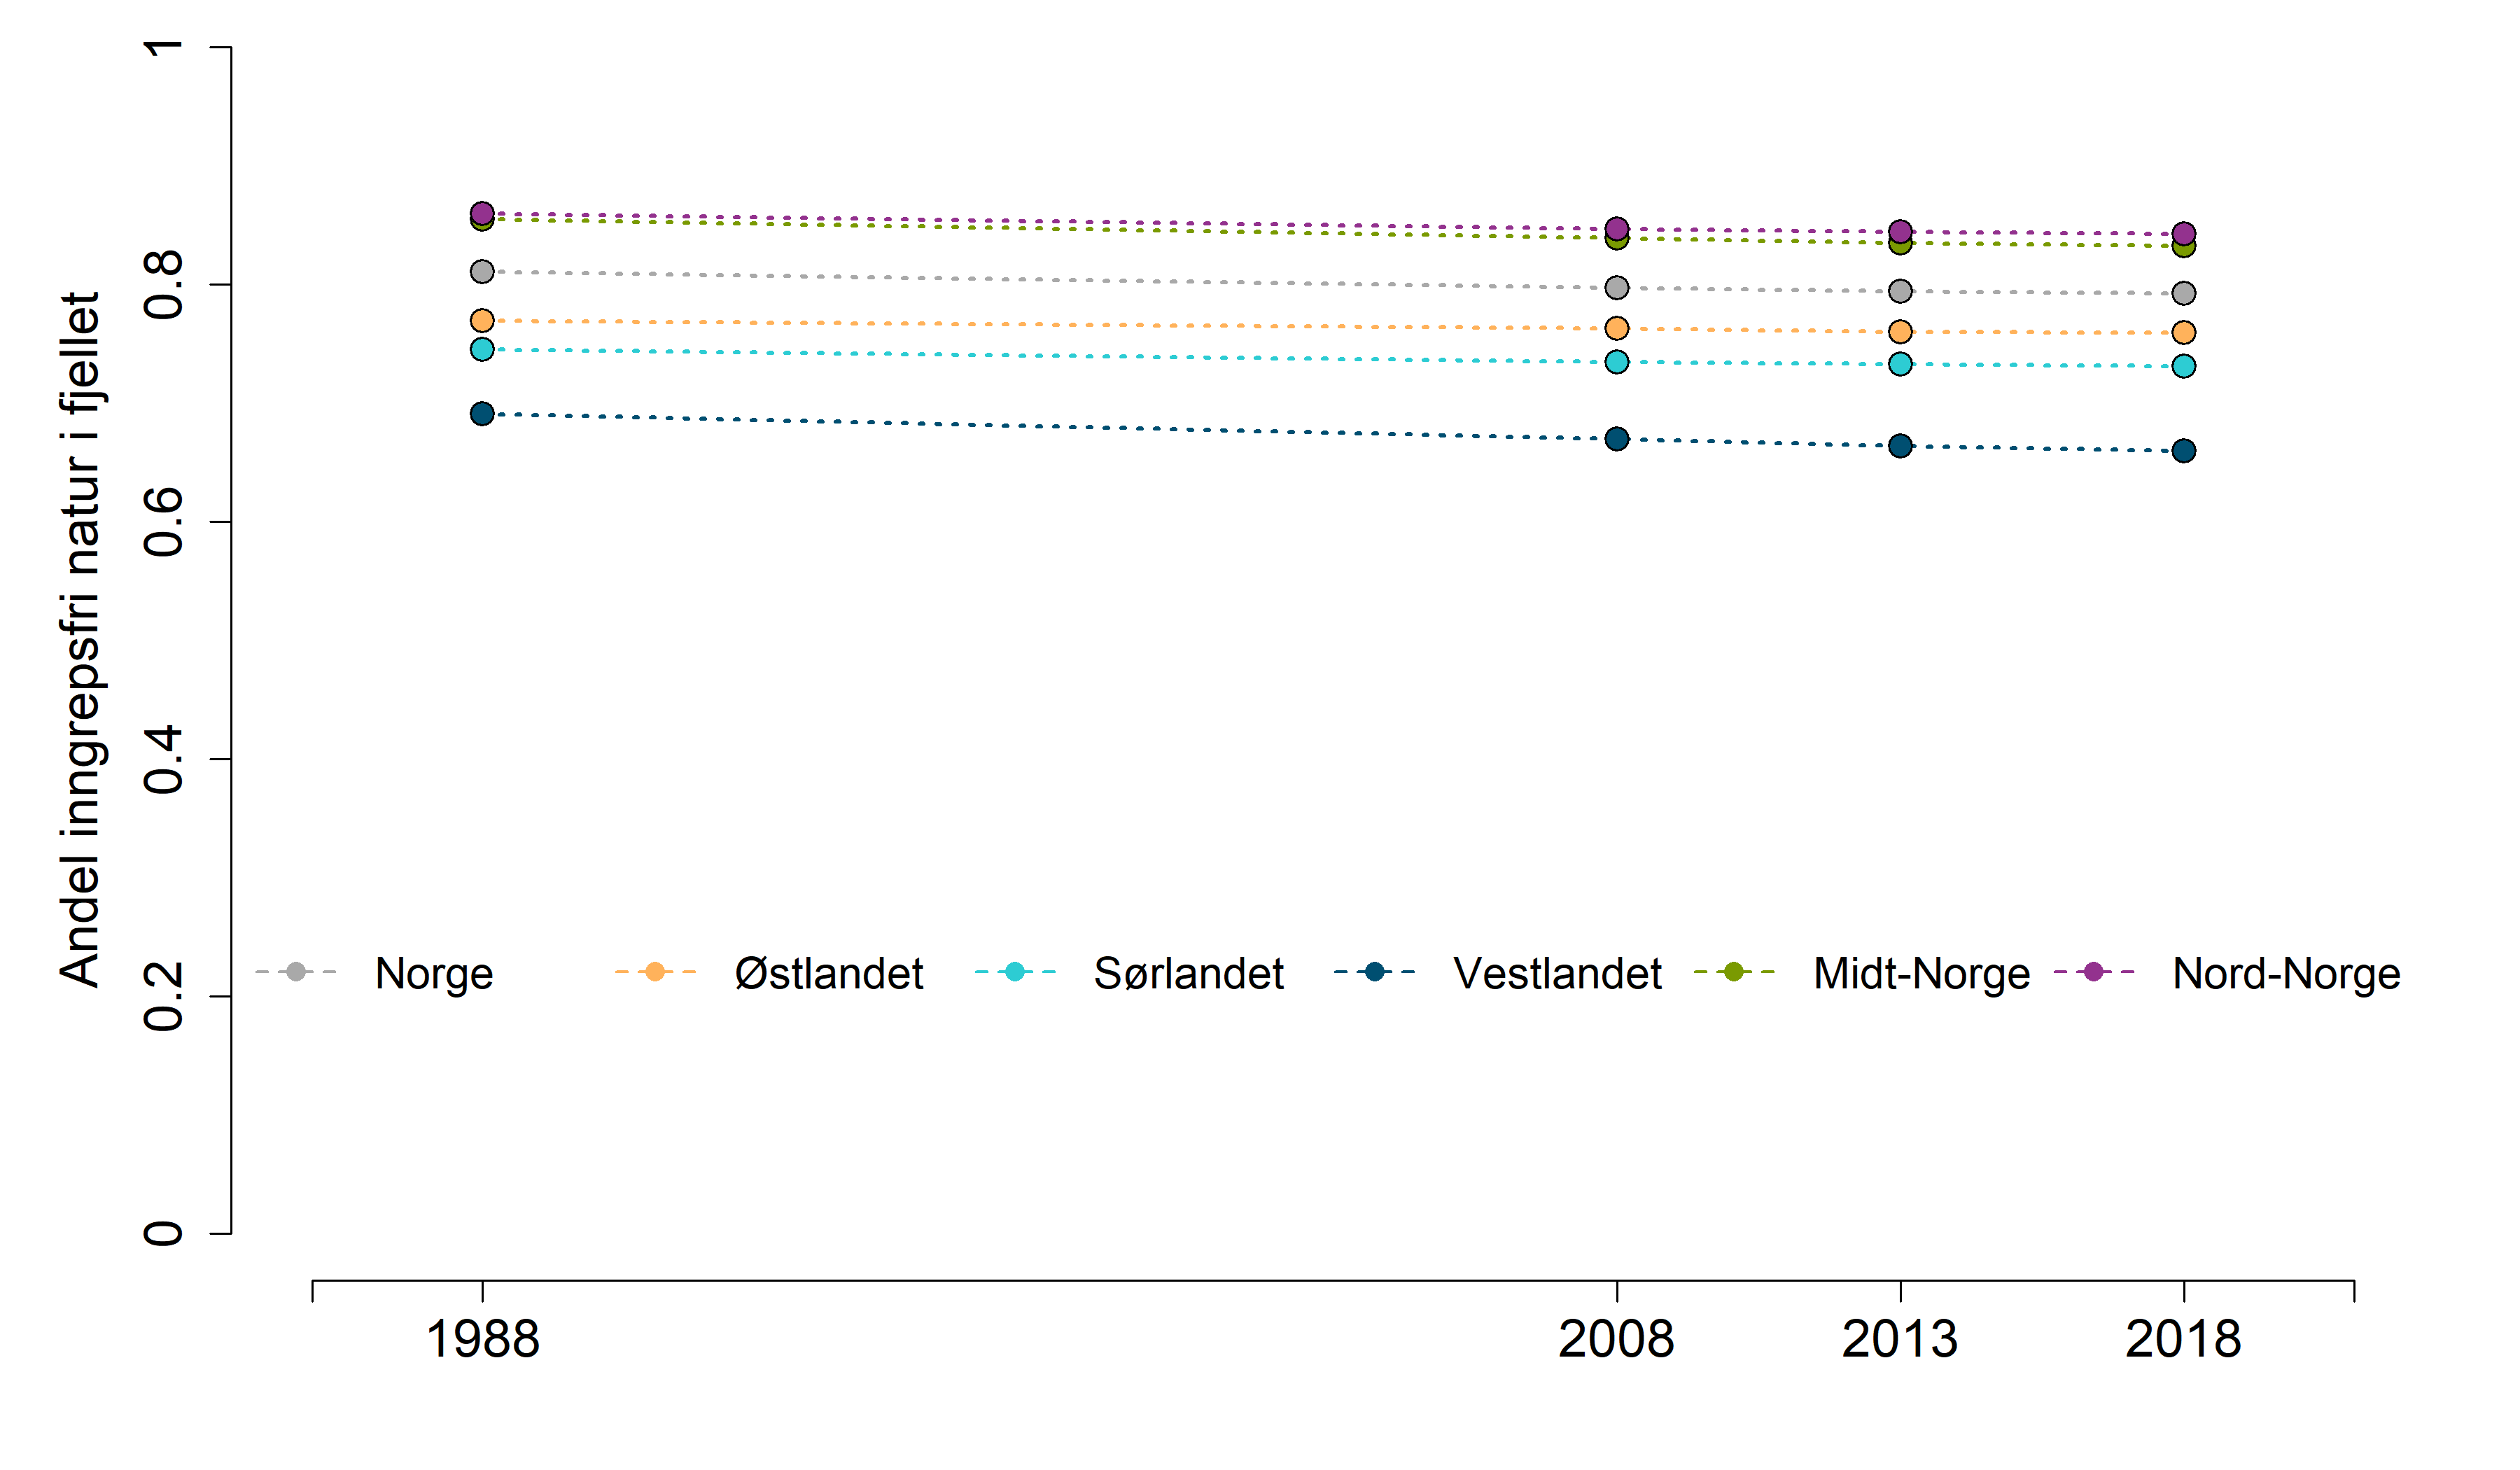 Andel inngrepsfri natur i fjellet
1
0.8
0.6
0.4
0.2
0
Norge
Østlandet
Sørlandet
Vestlandet
Midt-Norge
Nord-Norge
1988
2008
2013
2018